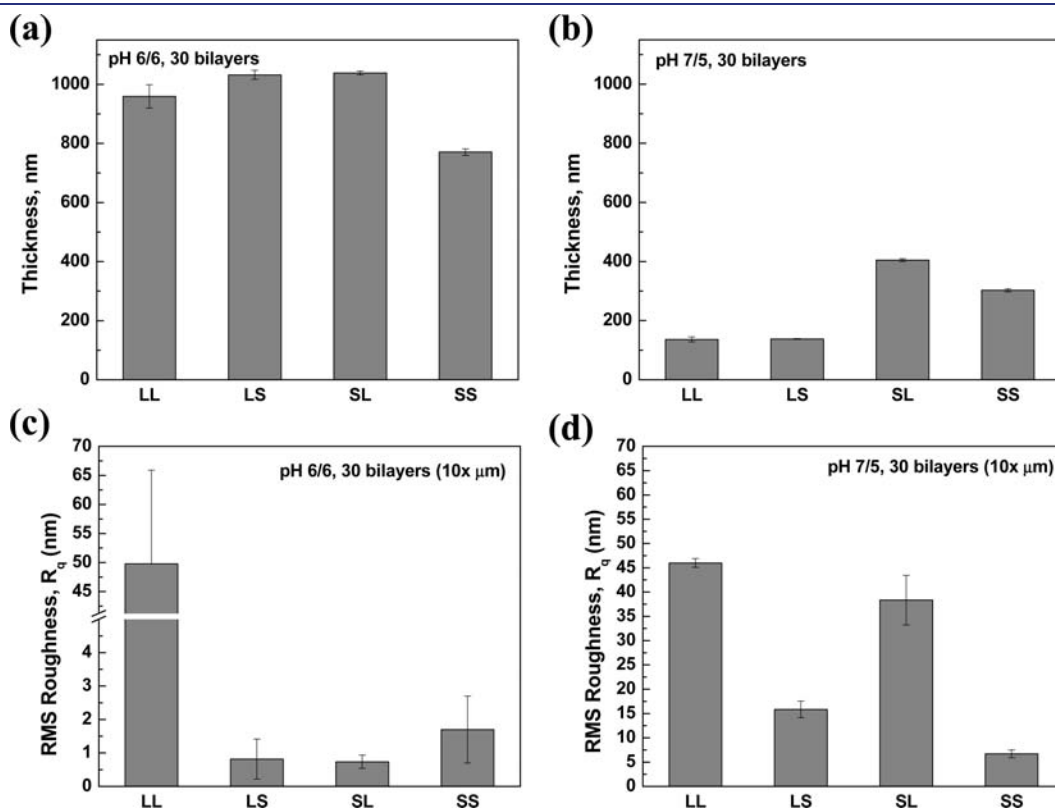 (a)
pH 6/6, 30 bilayers
Thickness, nm
1000
800
600
400
200
0
LL LS SL SS
(b)
pH 7/5, 30 bilayers
Thickness, nm
1000
800
600
400
200
0
LL LS SL SS
(c)
pH 6/6, 30 bilayers (10x μm)
RMS Roughness, Rq (nm)
70
65
60
55
50
45
4
3
2
1
0
LL LS SL SS
(d)
pH 7/5, 30 bilayers (10x μm)
RMS Roughness, Rq (nm)
70
65
60
55
50
45
40
35
30
25
20
15
10
5
0
LL LS SL SS